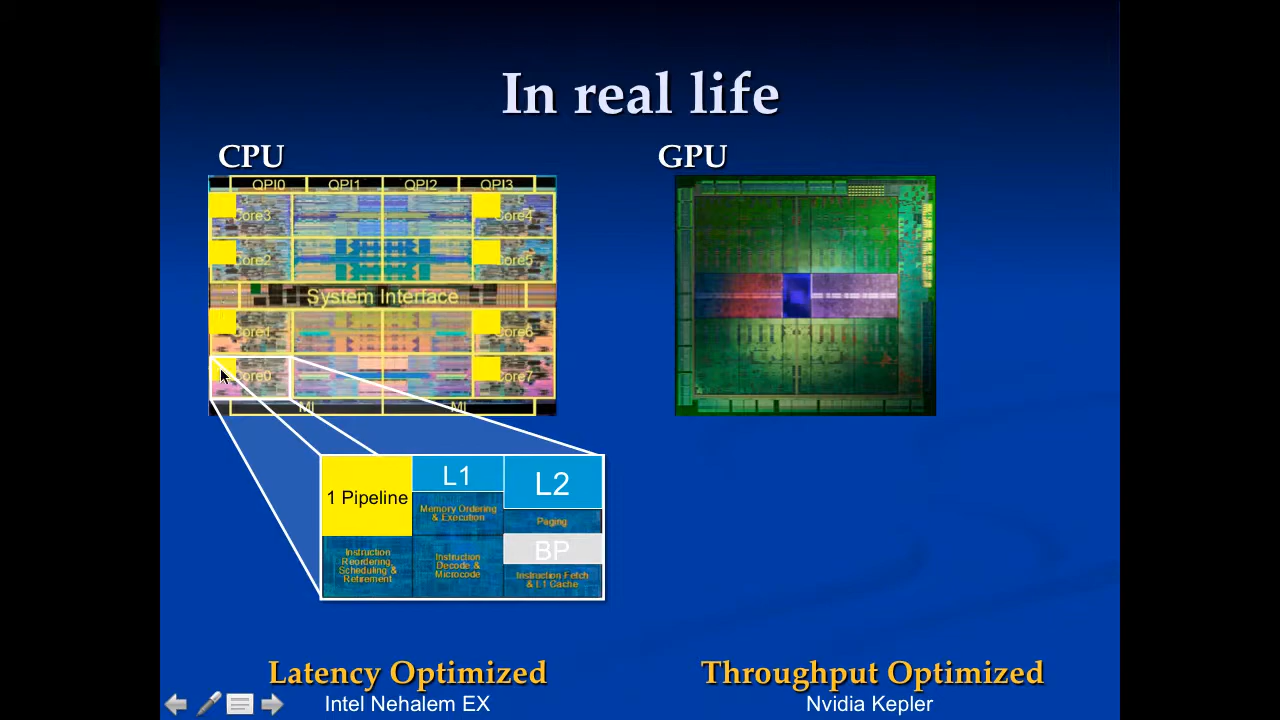 In real life
CPU
GPU
QPI0 QPI1 QPI2 QPI3
Core3
Core4
Core2
Core5
System Interface
Core1
Core6
Core0
Core7
MI MI
1 Pipeline
L1
L2
Memory Ordering
& Execution
Paging
BP
Instruction
Reordering,
Scheduling &
Retirement
Instruction
Decode &
Microcode
Instruction Fetch
& L1 Cache
Latency Optimized
Throughput Optimized
Intel Nehalem EX
Nvidia Kepler